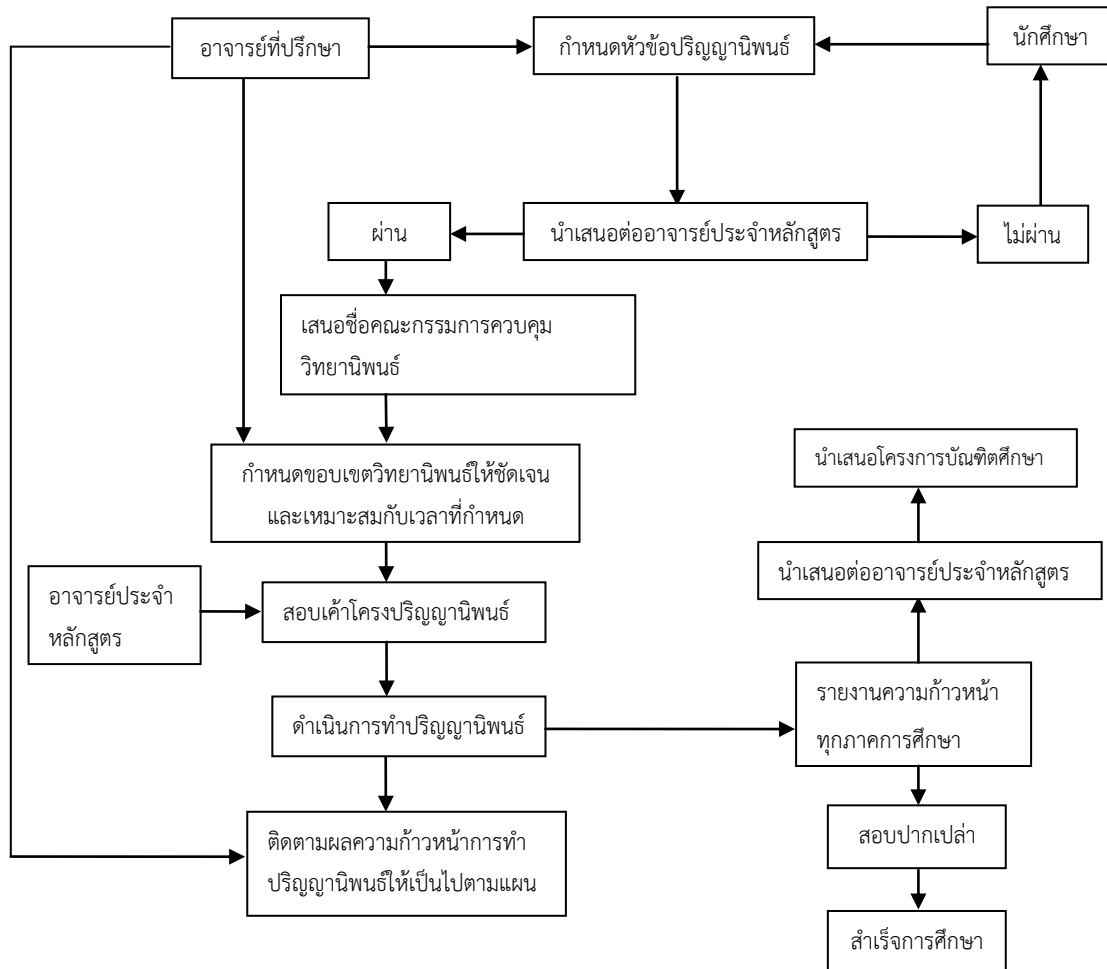 อาจารย์ที่ปรึกษา
กำหนดหัวข้อปริญญานิพนธ์
นักศึกษา
ผ่าน
นำเสนอต่ออาจารย์ประจำหลักสูตร
ไม่ผ่าน
เสนอชื่อคณะกรรมการควบคุม
วิทยานิพนธ์
กำหนดขอบเขตวิทยานิพนธ์ให้ชัดเจน
และเหมาะสมกับเวลาที่กำหนด
นำเสนอโครงการบัณฑิตศึกษา
นำเสนอต่ออาจารย์ประจำหลักสูตร
อาจารย์ประจำ
หลักสูตร
สอบเค้าโครงปริญญานิพนธ์
ดำเนินการทำปริญญานิพนธ์
รายงานความก้าวหน้า
ทุกภาคการศึกษา
ติดตามผลความก้าวหน้าการทำ
ปริญญานิพนธ์ให้เป็นไปตามแผน
สอบปากเปล่า
สำเร็จการศึกษา